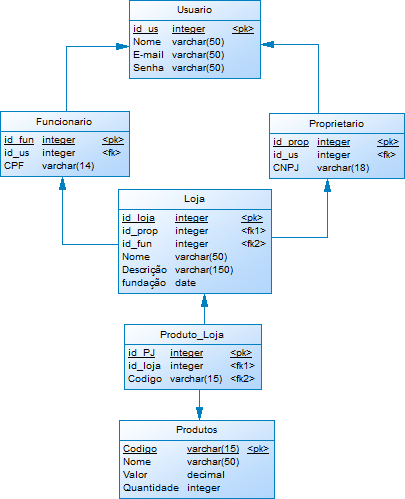 Usuario
id_us integer <pk>
Nome varchar(50)
E-mail varchar(50)
Senha varchar(50)
Funcionario
id_fun integer <pk>
id_us integer <fk>
CPF varchar(14)
Proprietario
id_prop integer <pk>
id_us integer <fk>
CNPJ varchar(18)
Loja
id_loja integer <pk>
id_prop integer <fk1>
id_fun integer <fk2>
Nome varchar(50)
Descrição varchar(150)
fundação date
Produto_Loja
id_PJ integer <pk>
id_loja integer <fk1>
Codigo varchar(15) <fk2>
Produtos
Codigo varchar(15) <pk>
Nome varchar(50)
Valor decimal
Quantidade integer